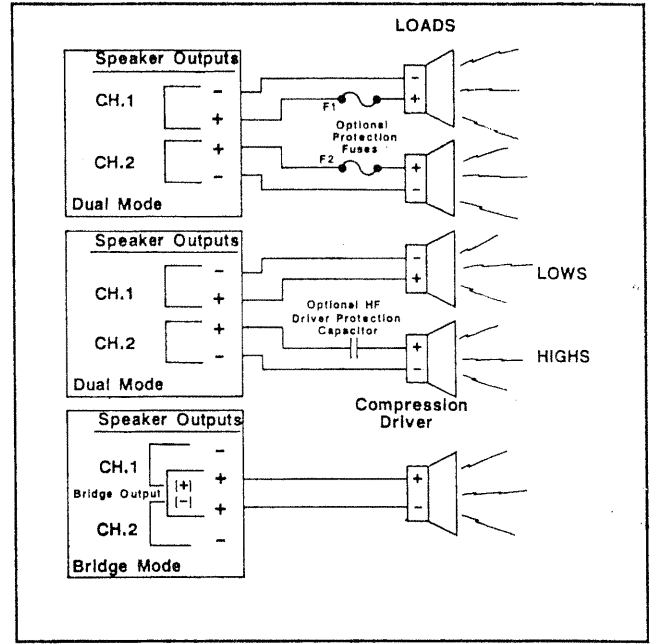 LOADS
Speaker Outputs
CH.1
-
+
CH.2
+
-
Dual Mode
F1
Optional
Protection
Fuses
F2
-
+
+
-
Speaker Outputs
CH.1
-
+
CH.2
+
-
Dual Mode
Optional HF
Driver Protection
Capacitor
-
+
+
-
LOWS
HIGHS
Compression
Driver
Speaker Outputs
CH.1
-
+
Bridge Output
[+]
[-]
+
CH.2
-
Bridge Mode
+
-